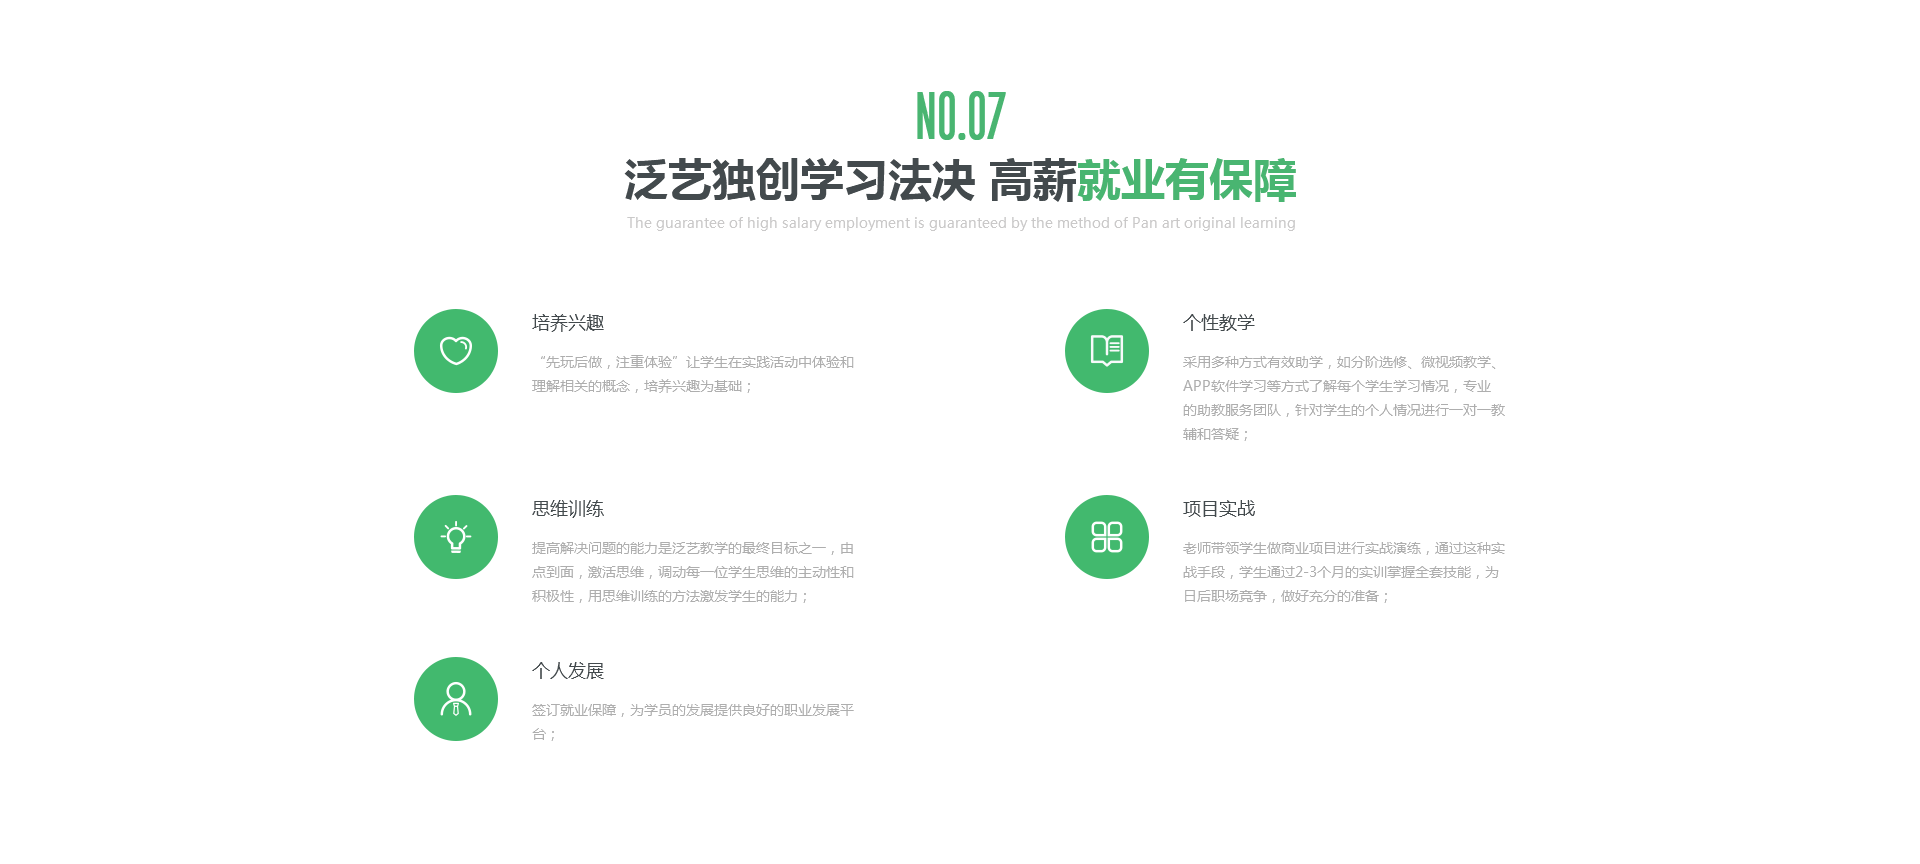 NO.07
泛艺独创学习法决 高薪就业有保障
The guarantee of high salary employment is guaranteed by the method of Pan art original learning
培养兴趣
“先玩后做，注重体验”让学生在实践活动中体验和
理解相关的概念，培养兴趣为基础；
个性教学
采用多种方式有效助学，如分阶选修、微视频教学、
APP软件学习等方式了解每个学生学习情况，专业
的助教服务团队，针对学生的个人情况进行一对一教
辅和答疑；
思维训练
提高解决问题的能力是泛艺教学的最终目标之一，由
点到面，激活思维，调动每一位学生思维的主动性和
积极性，用思维训练的方法激发学生的能力；
项目实战
老师带领学生做商业项目进行实战演练，通过这种实
战手段，学生通过2-3个月的实训掌握全套技能，为
日后职场竟争，做好充分的准备；
个人发展
签订就业保障，为学员的发展提供良好的职业发展平
台；